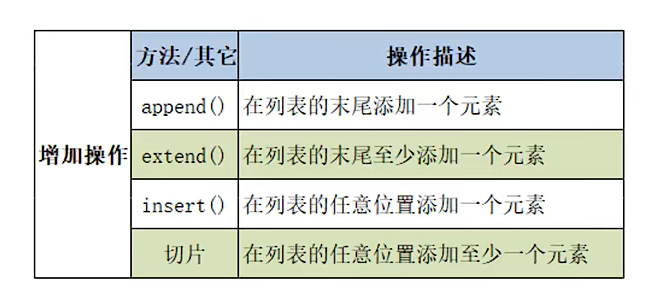 方法/其它 操作描述
append() 在列表的末尾添加一个元素
增加操作 extend() 在列表的末尾至少添加一个元素
insert() 在列表的任意位置添加一个元素
切片 在列表的任意位置添加至少一个元素